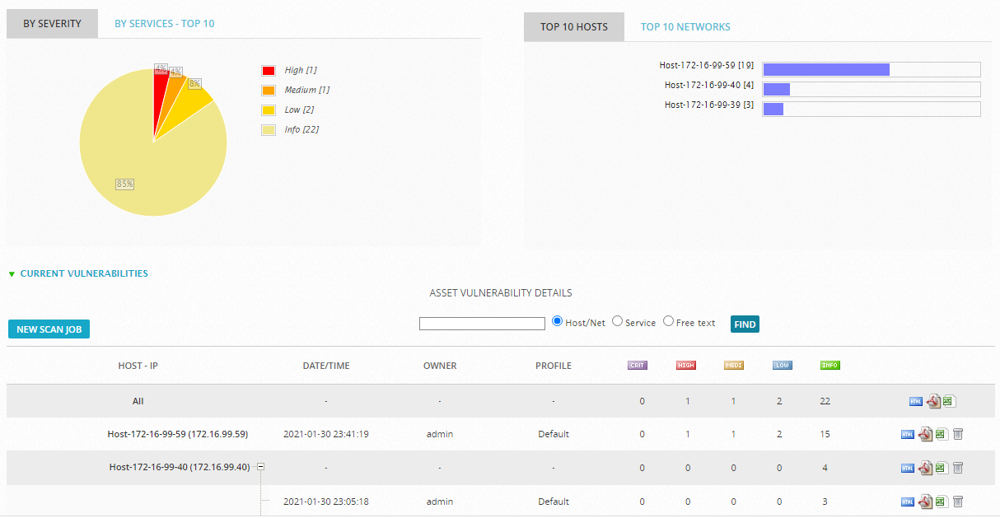 BY SEVERITY BY SERVICES - TOP 10
4% 4% 8% 85%
High [1]
Medium [1]
Low [2]
Info [22]
TOP 10 HOSTS TOP 10 NETWORKS
Host-172-16-99-59 [19]
Host-172-16-99-40 [4]
Host-172-16-99-39 [3]
CURRENT VULNERABILITIES
ASSET VULNERABILITY DETAILS
NEW SCAN JOB Host/Net Service Free text FIND
HOST - IP DATE/TIME OWNER PROFILE CRIT HIGH MEDI LOW INFO
All - - - 0 1 1 2 22 HTML
Host-172-16-99-59 (172.16.99.59) 2021-01-30 23:41:19 admin Default 0 1 1 2 15 HTML
Host-172-16-99-40 (172.16.99.40) - - - 0 0 0 0 4 HTML
2021-01-30 23:05:18 admin Default 0 0 0 0 3 HTML